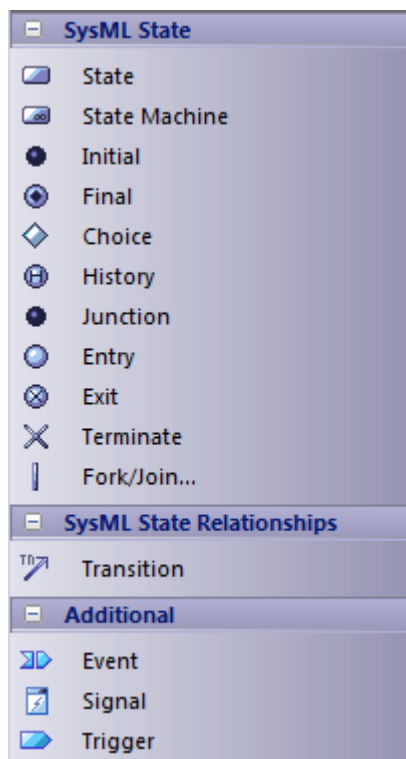 SysML State
State
State Machine
Initial
Final
Choice
History
Junction
Entry
Exit
Terminate
Fork/Join...
SysML State Relationships
Transition
Additional
Event
Signal
Trigger